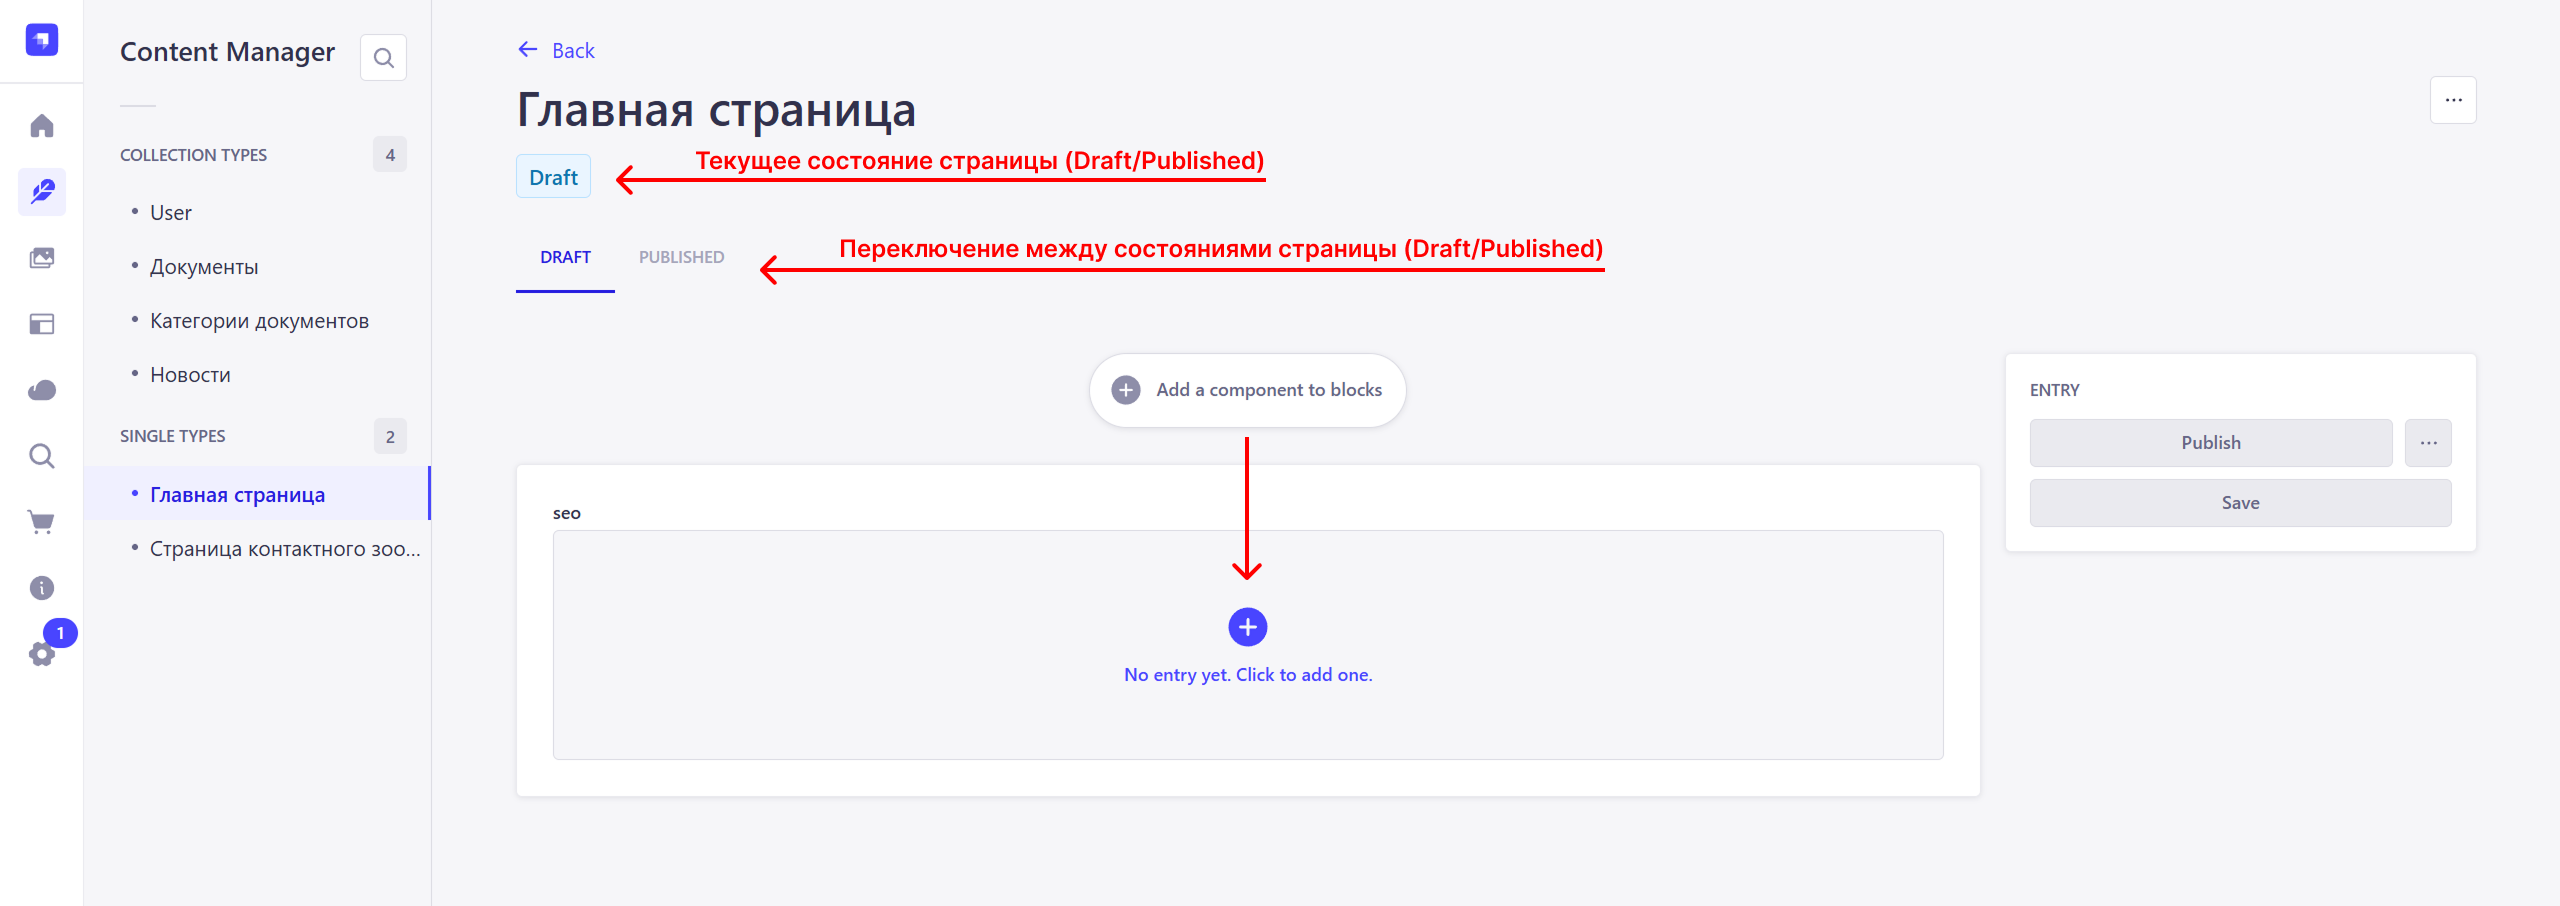 Content Manager
COLLECTION TYPES 4
User
Документы
Категории документов
Новости
SINGLE TYPES 2
Главная страница
Страница контактного зоо...
1
Back
Главная страница
Draft
Текущее состояние страницы (Draft/Published)
DRAFT PUBLISHED
Переключение между состояниями страницы (Draft/Published)
Add a component to blocks
seo
No entry yet. Click to add one.
ENTRY
Publish
Save